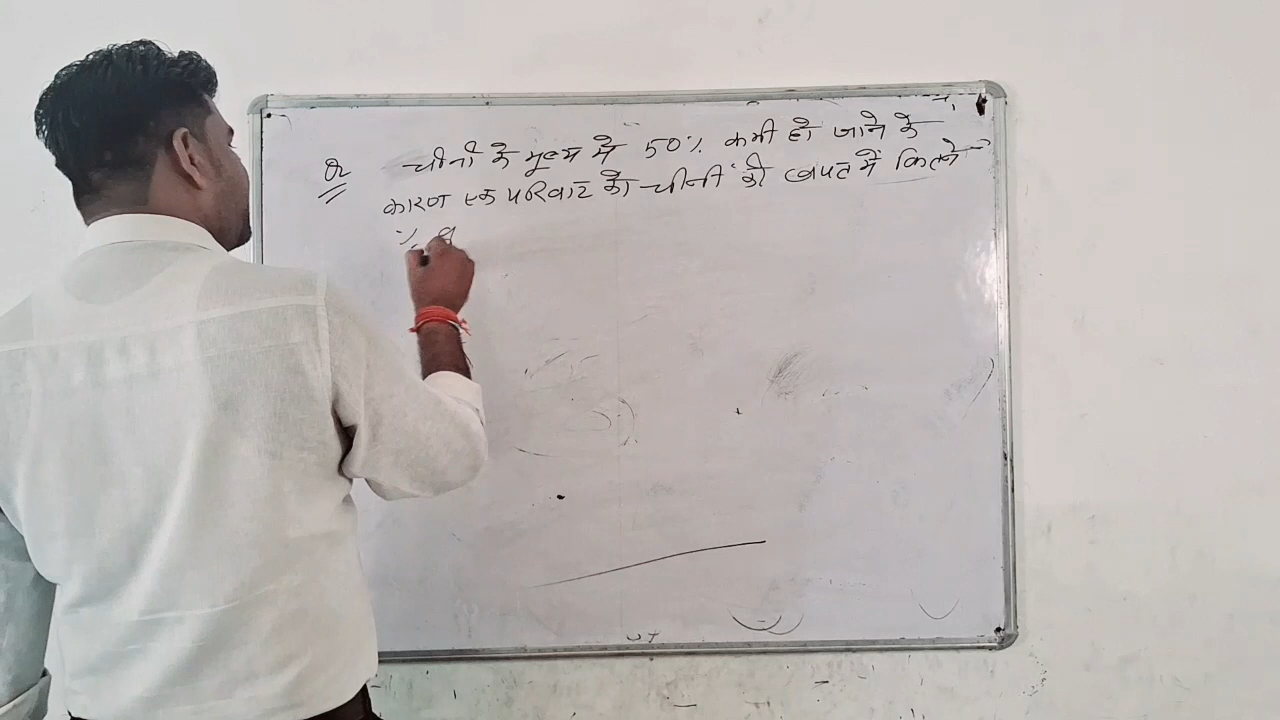 Q चीनी के मूल्य में 50% कमी हो जाने के
कारण एक परिवार को चीनी की खपत में कितने
%